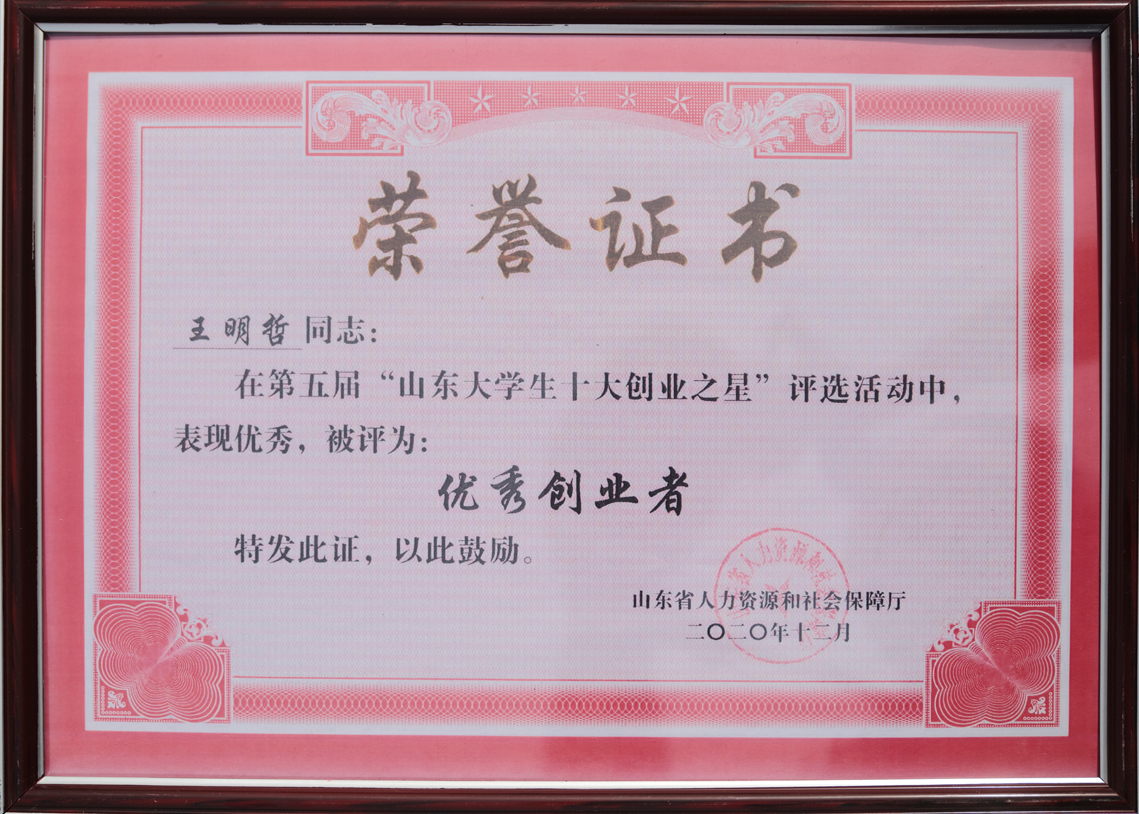 荣誉证书
王明哲同志：
在第五届“山东大学生十大创业之星”评选活动中，
表现优秀，被评为：
优秀创业者
特发此证，以此鼓励。
山东省人力资源和社会保障厅
二〇二〇年十二月